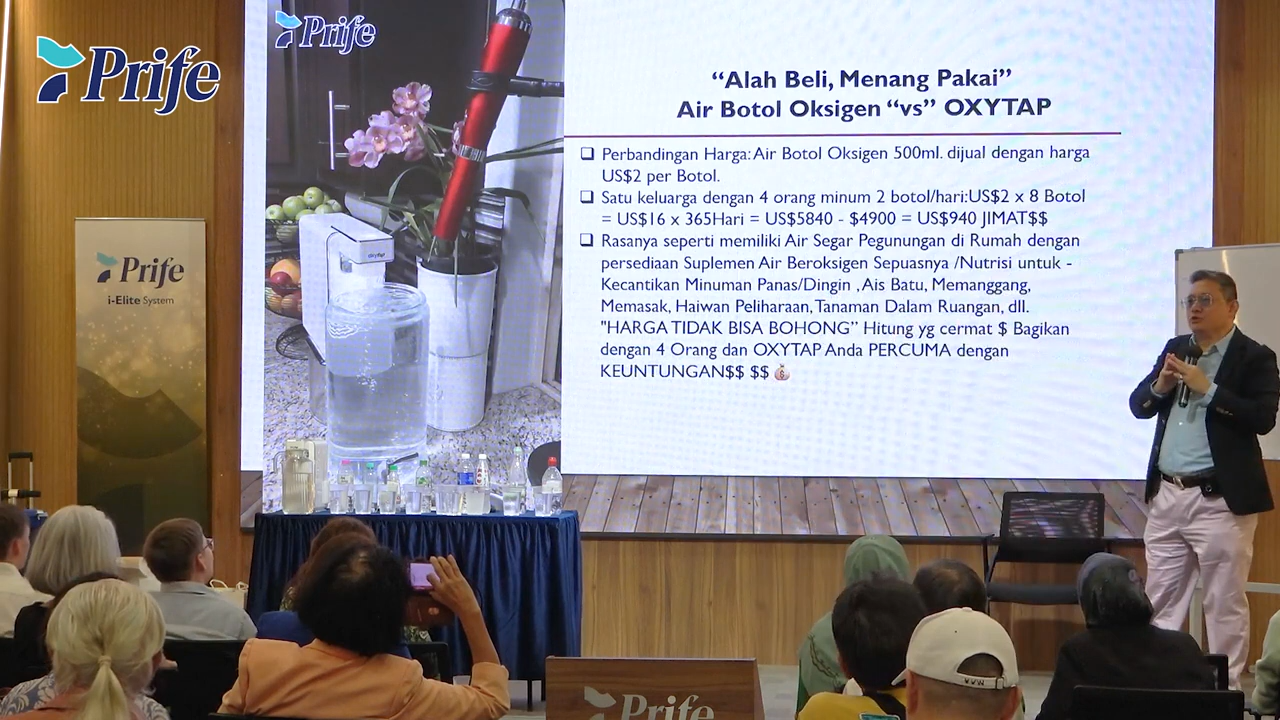 Prife
Prife
“Alah Beli, Menang Pakai”
Air Botol Oksigen “vs” OXYTAP
Perbandingan Harga: Air Botol Oksigen 500ml. dijual dengan harga
US$2 per Botol.
Satu keluarga dengan 4 orang minum 2 botol/hari:US$2 x 8 Botol
= US$16 x 365Hari = US$5840 - $4900 = US$940 JIMAT$$
Rasanya seperti memiliki Air Segar Pegunungan di Rumah dengan
persediaan Suplemen Air Beroksigen Sepuasnya /Nutrisi untuk -
Kecantikan Minuman Panas/Dingin , Ais Batu, Memanggang,
Memasak, Haiwan Peliharaan, Tanaman Dalam Ruangan, dll.
"HARGA TIDAK BISA BOHONG” Hitung yg cermat $ Bagikan
dengan 4 Orang dan OXYTAP Anda PERCUMA dengan
KEUNTUNGAN$$ $$
oxytap
Prife
i-Elite System
Prife